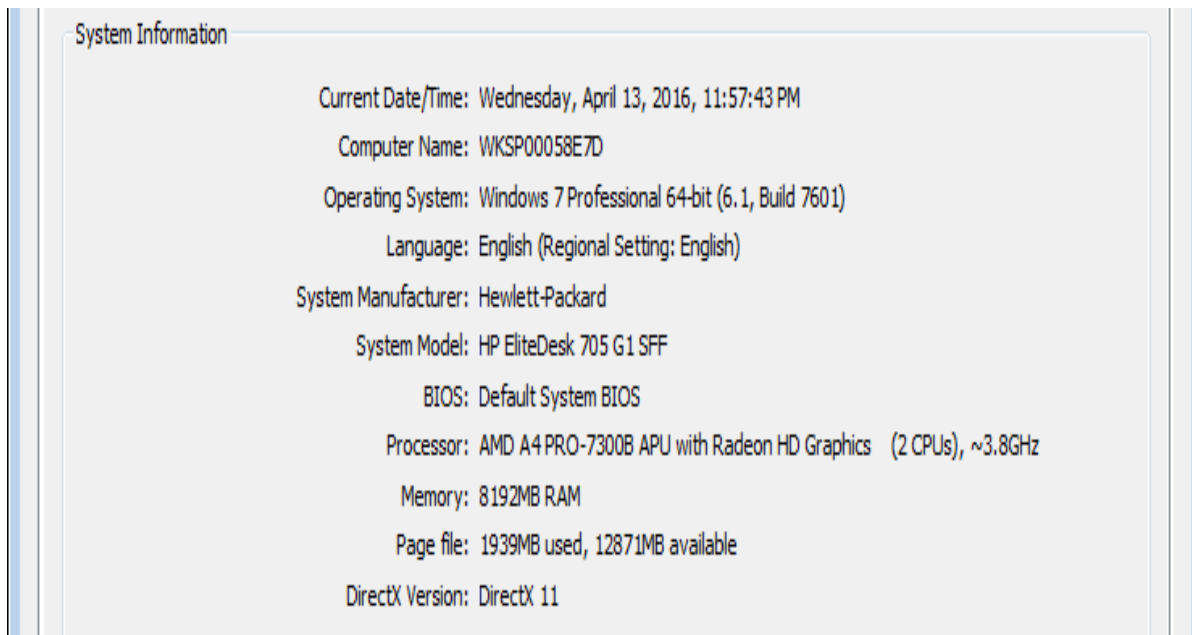 System Information
Current Date/Time: Wednesday, April 13, 2016, 11:57:43 PM
Computer Name: WKSP00058E7D
Operating System: Windows 7 Professional 64-bit (6.1, Build 7601)
Language: English (Regional Setting: English)
System Manufacturer: Hewlett-Packard
System Model: HP EliteDesk 705 G1 SFF
BIOS: Default System BIOS
Processor: AMD A4 PRO-7300B APU with Radeon HD Graphics (2 CPUs), ~3.8GHz
Memory: 8192MB RAM
Page file: 1939MB used, 12871MB available
DirectX Version: DirectX 11